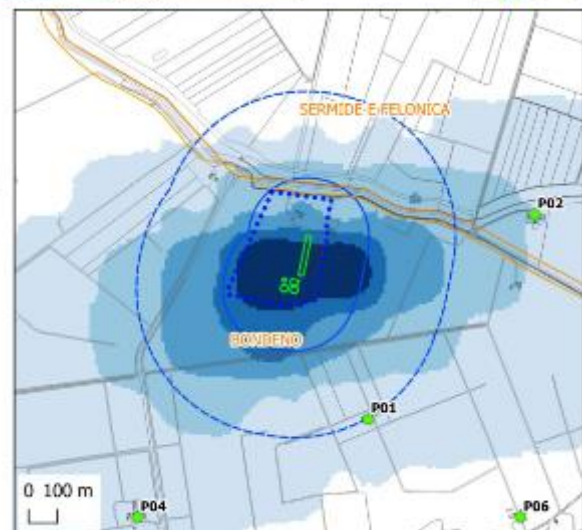 SERMIDE E FELONICA
P02
BONDENO
P01
0 100 m
P04
P06